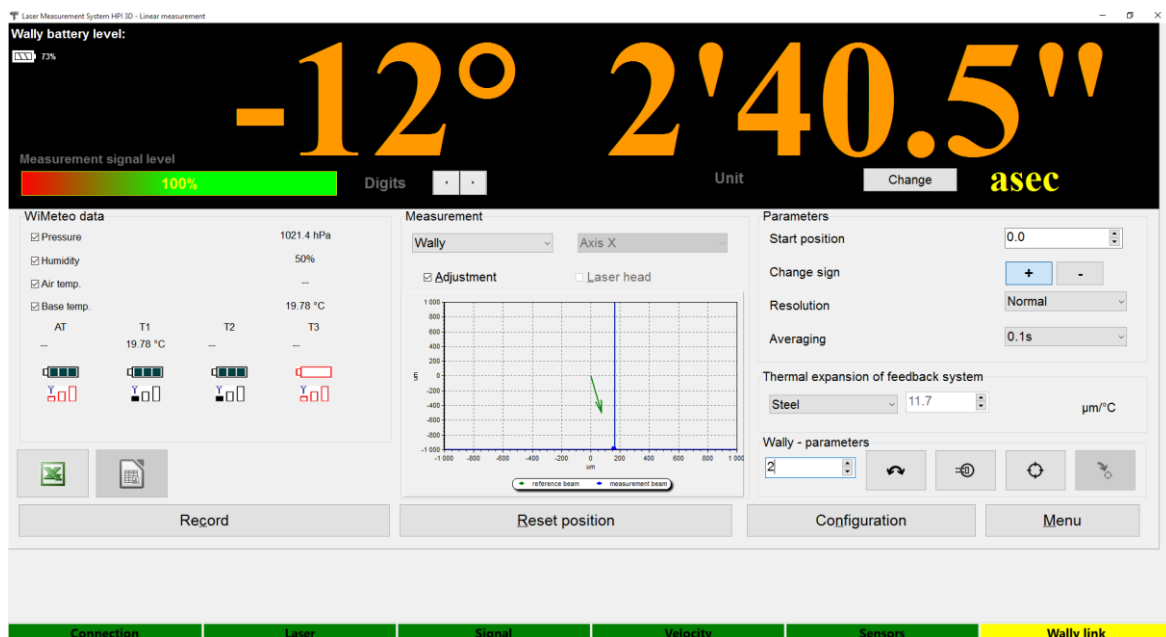 Laser Measurement System HPI 3D - Linear measurement
Wally battery level:
73%
-12° 2'40.5''
Measurement signal level
100%
Digits
Unit
Change
asec
WiMeteo data
Pressure 1021.4 hPa
Humidity 50%
Air temp. --
Base temp. 19.78 °C
AT T1 T2 T3
-- 19.78 °C -- --
Measurement
Wally
Axis X
Adjustment
Laser head
1 000
800
600
400
200
0
-200
-400
-600
-800
-1 000
um
-1 000 -800 -600 -400 -200 0 200 400 600 800 1 000
um
reference beam measurement beam
Parameters
Start position 0.0
Change sign + -
Resolution Normal
Averaging 0.1s
Thermal expansion of feedback system
Steel 11.7 µm/°C
Wally - parameters
2
Record
Reset position
Configuration
Menu
Connection Laser Signal Velocity Sensors Wally link